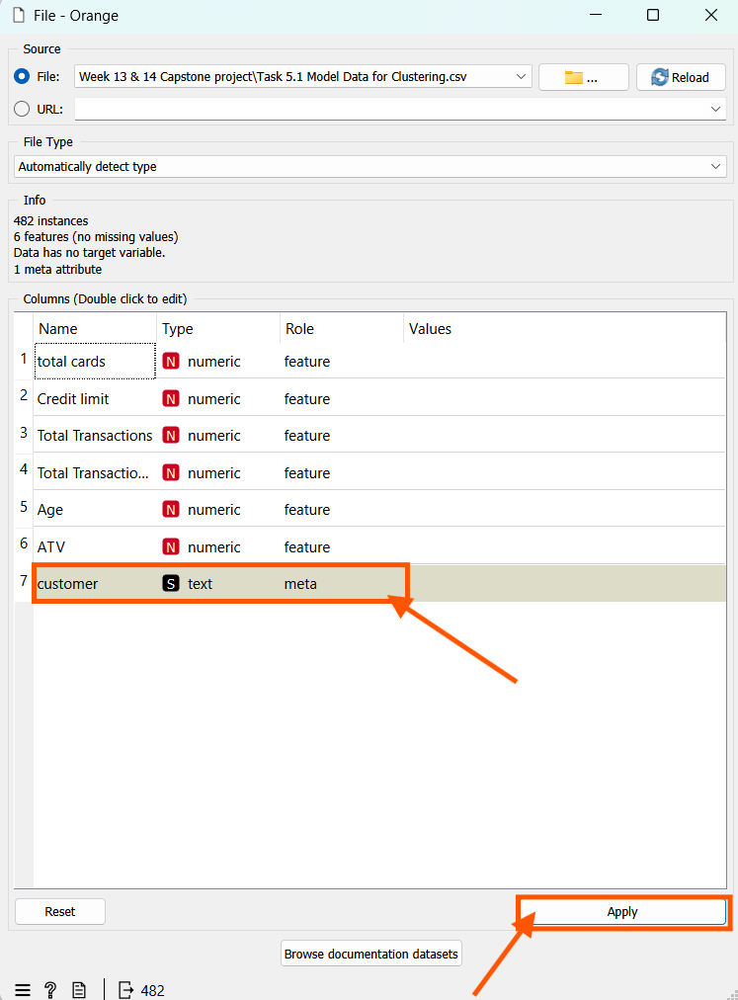 File - Orange
Source
File: Week 13 & 14 Capstone project\Task 5.1 Model Data for Clustering.csv ... Reload
URL:
File Type
Automatically detect type
Info
482 instances
6 features (no missing values)
Data has no target variable.
1 meta attribute
Columns (Double click to edit)
Name Type Role Values
1 total cards N numeric feature
2 Credit limit N numeric feature
3 Total Transactions N numeric feature
4 Total Transactio... N numeric feature
5 Age N numeric feature
6 ATV N numeric feature
7 customer S text meta
Reset Apply
Browse documentation datasets
? 482